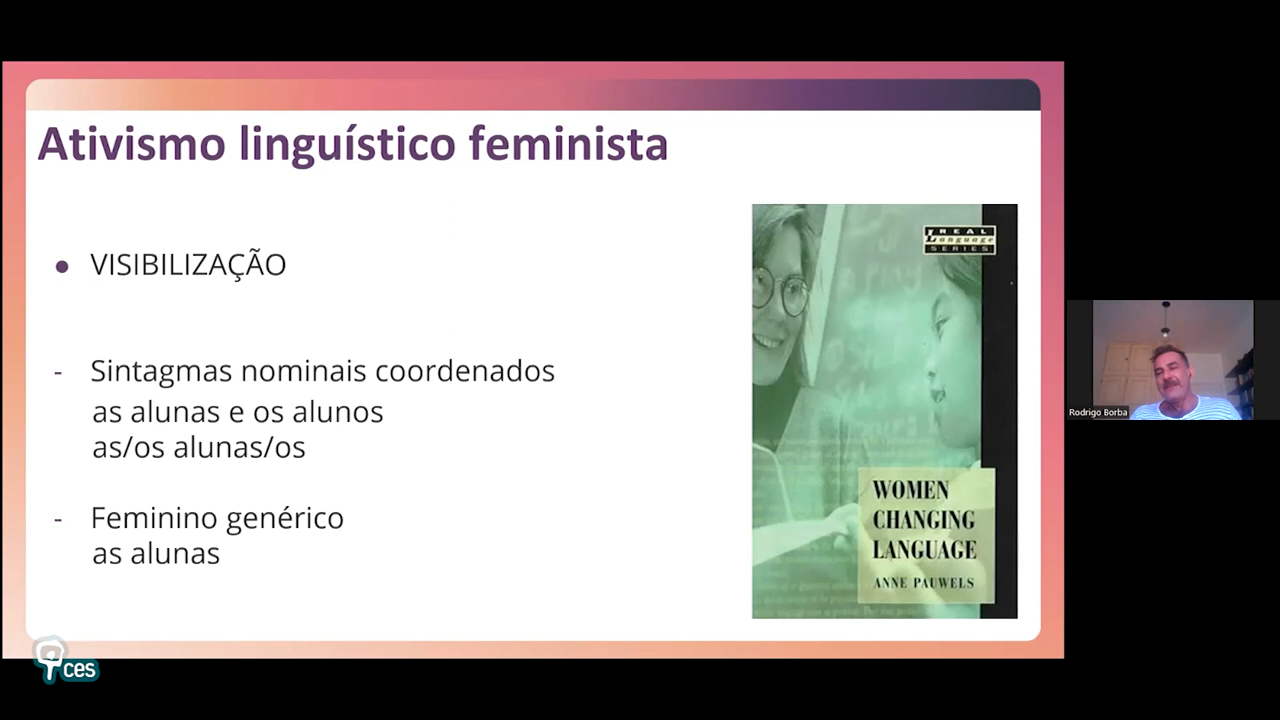 Ativismo linguístico feminista
● VISIBILIZAÇÃO
- Sintagmas nominais coordenados
as alunas e os alunos
as/os alunas/os
- Feminino genérico
as alunas
REAL
Language
SERIES
WOMEN
CHANGING
LANGUAGE
ANNE PAUWELS
Rodrigo Borba
ces